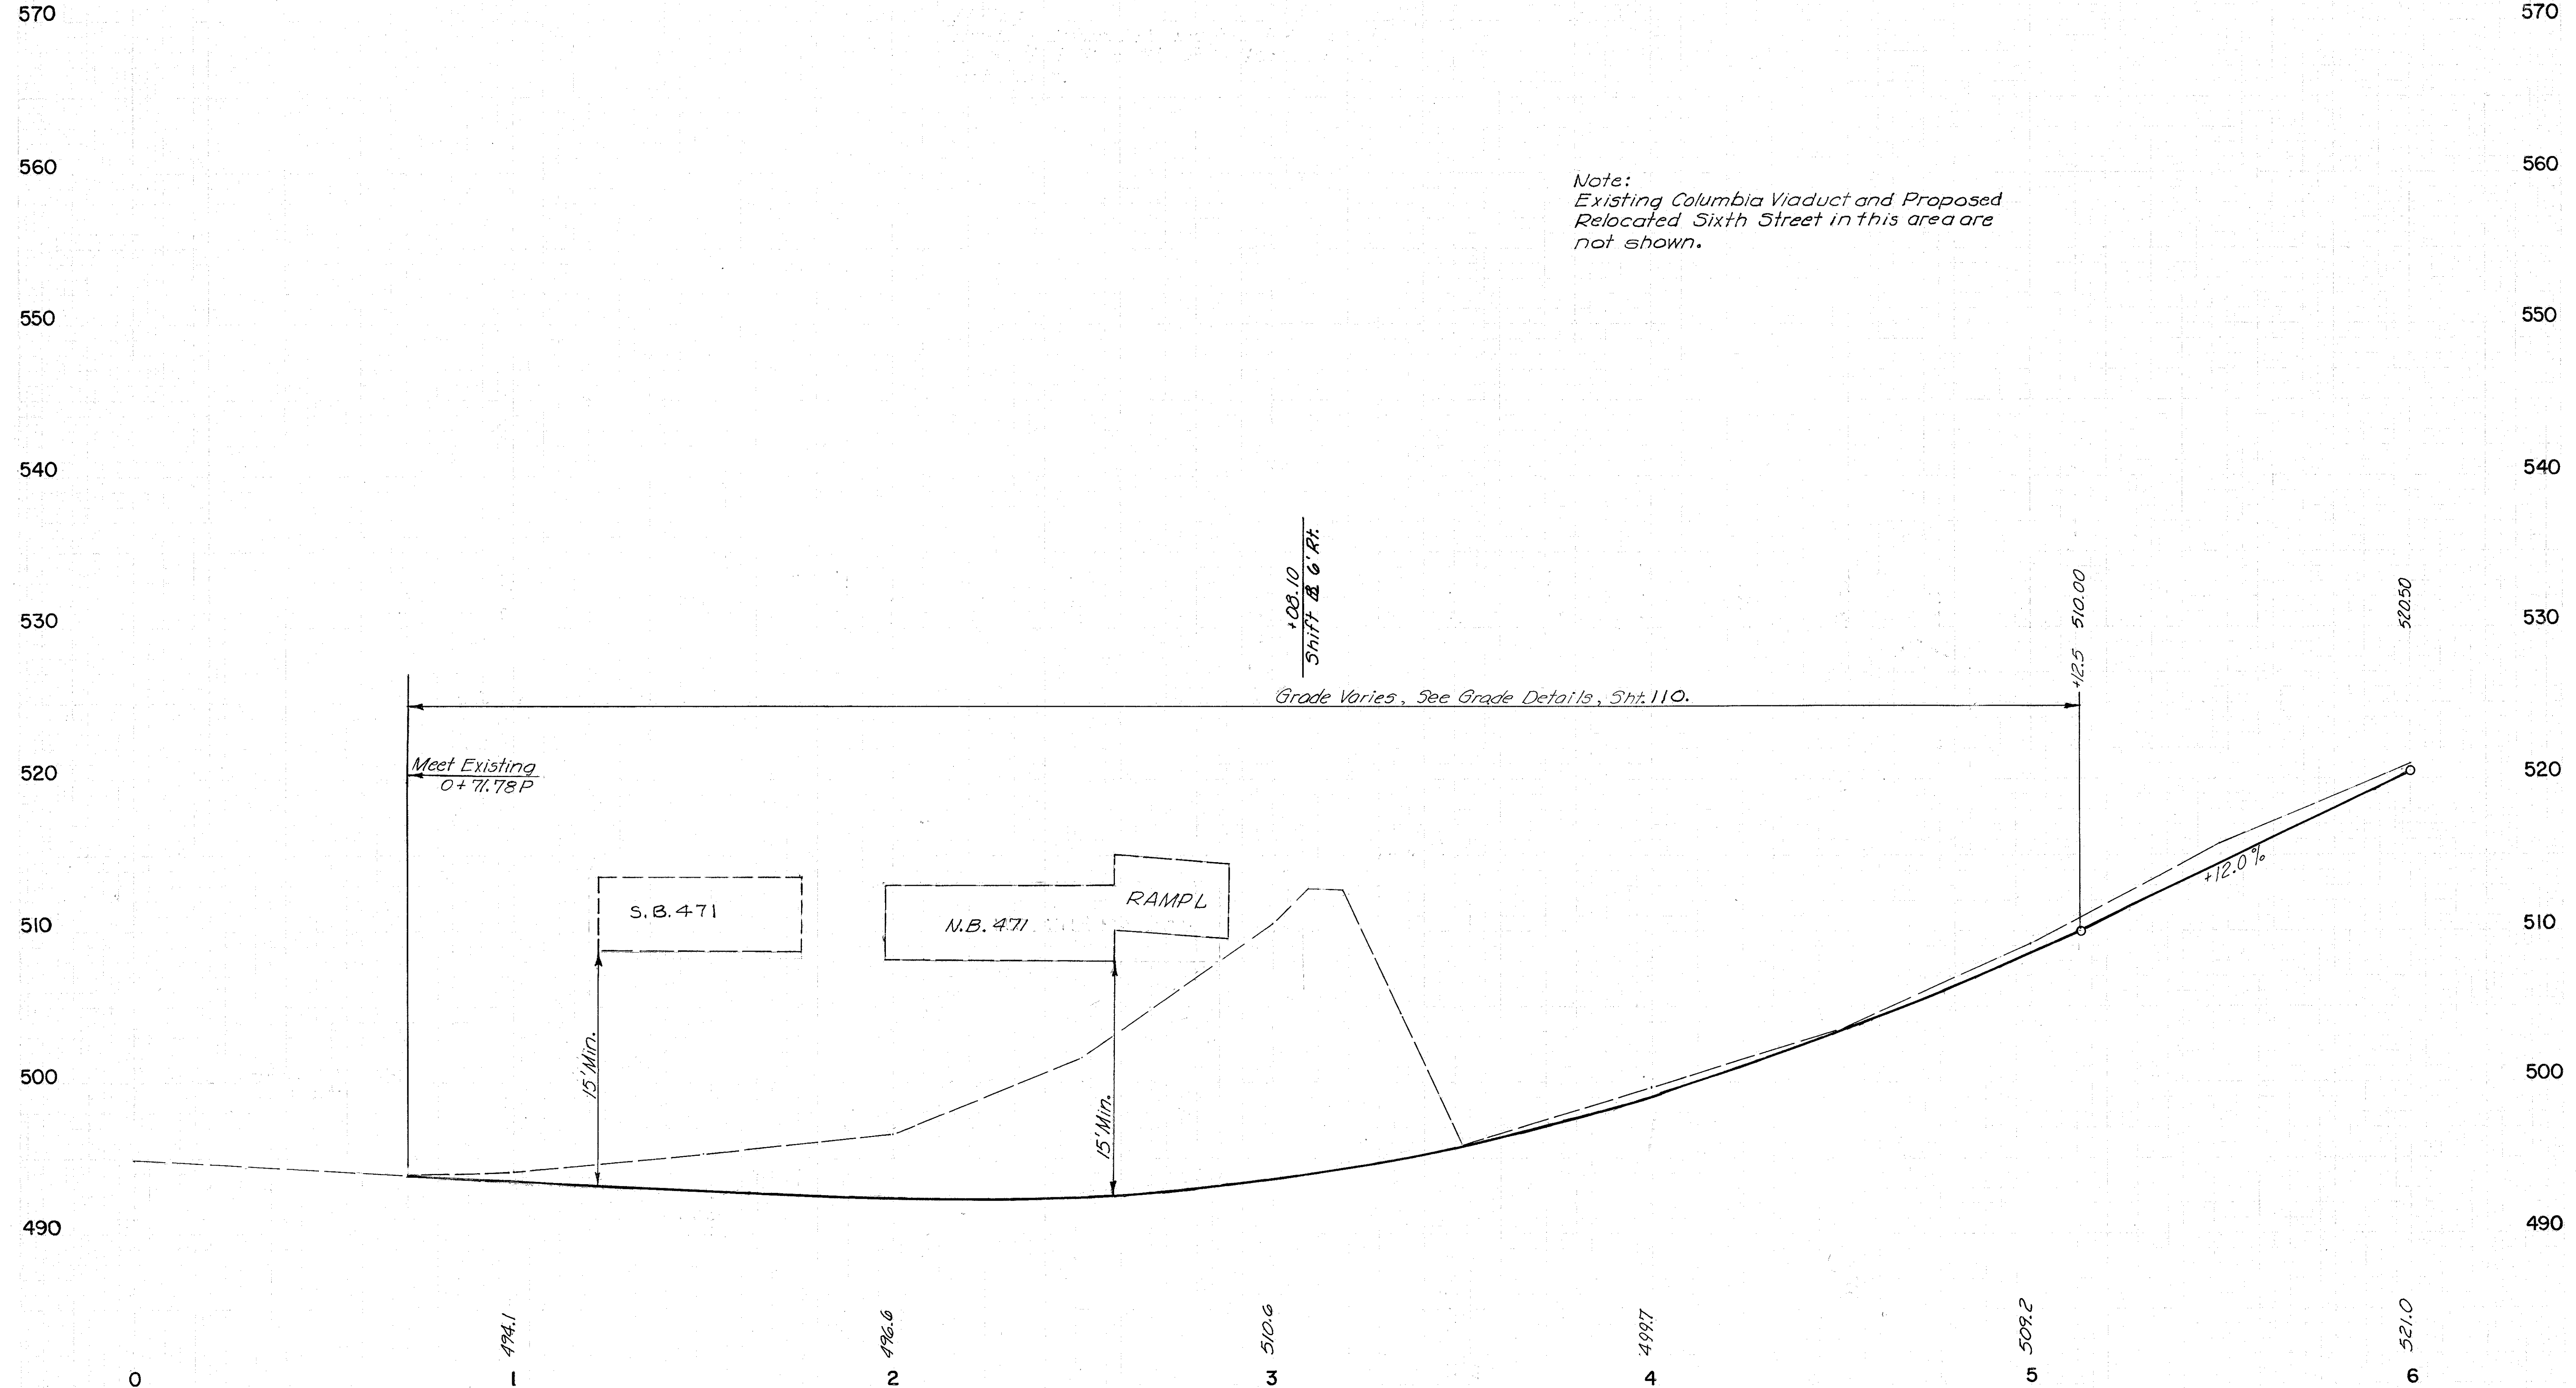 570 570
560 560
Note:
Existing Columbia Viaduct and Proposed
Relocated Sixth Street in this area are
not shown.
550 550
540 540
+08.10
Shift ⅊ 6' Rt.
530 530
+12.5 510.00
520.50
Grade Varies, See Grade Details, Sht. 110.
Meet Existing
0+71.78P
520 520
S.B. 471
N.B. 471
RAMP L
510 510
+12.0%
15' Min.
15' Min.
500 500
490 490
494.1 496.6 510.6 499.7 509.2 521.0
0 1 2 3 4 5 6